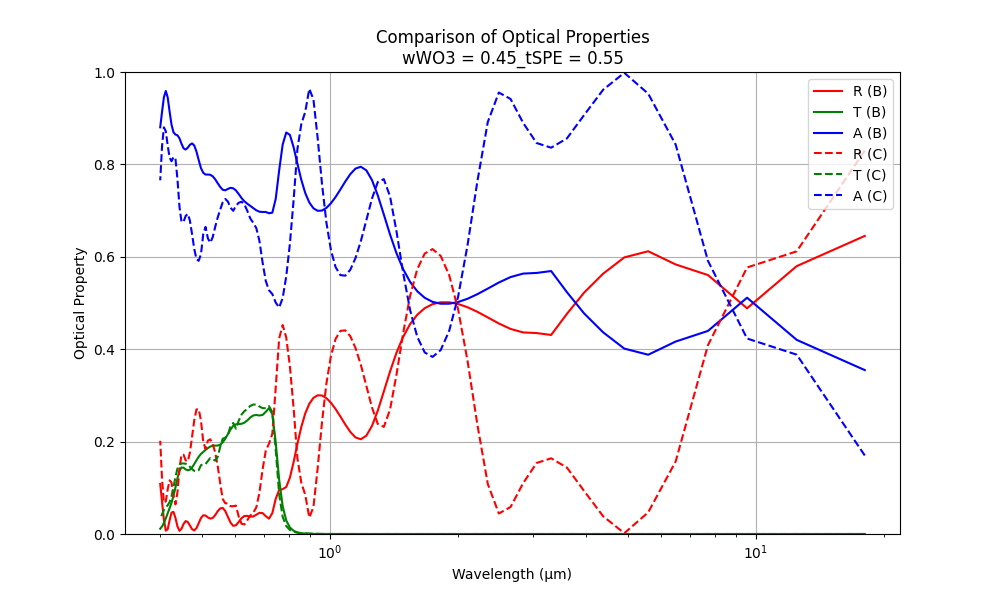 Comparison of Optical Properties
wWO3 = 0.45_tSPE = 0.55
1.0
0.8
0.6
0.4
0.2
0.0
Optical Property
10⁰
10¹
Wavelength (μm)
R (B)
T (B)
A (B)
R (C)
T (C)
A (C)